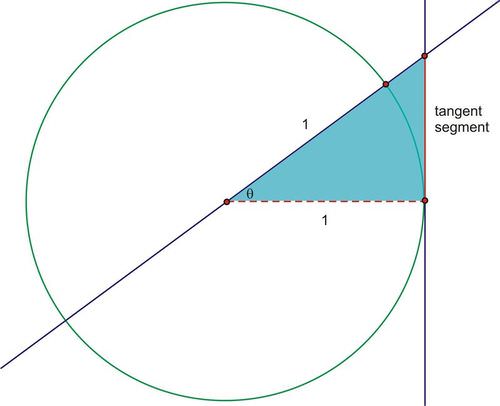 1
tangent
segment
θ
1